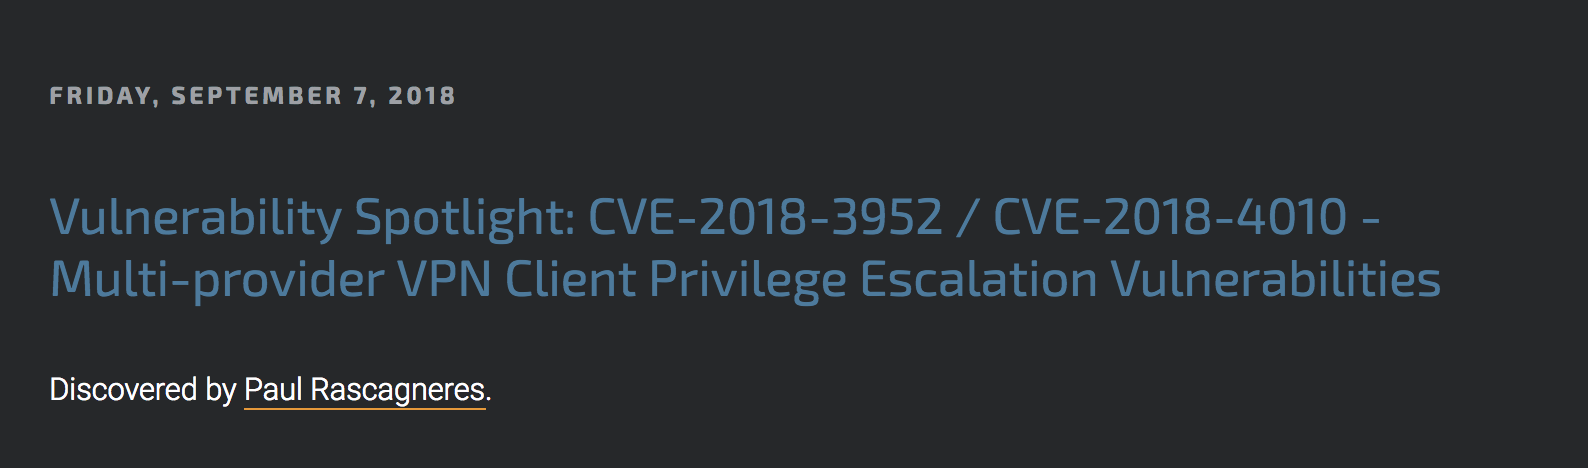 FRIDAY, SEPTEMBER 7, 2018
Vulnerability Spotlight: CVE-2018-3952 / CVE-2018-4010 -
Multi-provider VPN Client Privilege Escalation Vulnerabilities
Discovered by Paul Rascagneres.